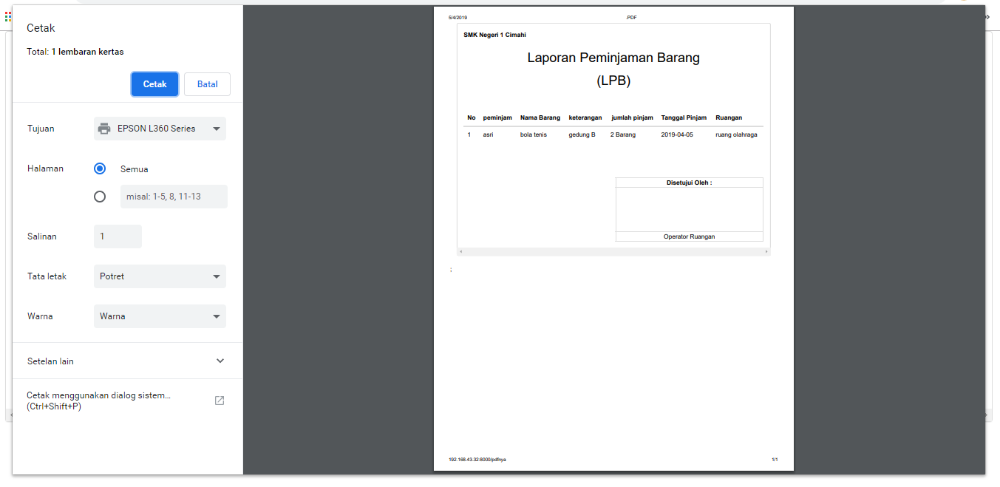 Cetak
Total: 1 lembaran kertas
Cetak Batal
Tujuan EPSON L360 Series
Halaman Semua
misal: 1-5, 8, 11-13
Salinan 1
Tata letak Potret
Warna Warna
Setelan lain
Cetak menggunakan dialog sistem...
(Ctrl+Shift+P)
5/4/2019 .PDF
SMK Negeri 1 Cimahi
Laporan Peminjaman Barang
(LPB)
No peminjam Nama Barang keterangan jumlah pinjam Tanggal Pinjam Ruangan
1 asri bola tenis gedung B 2 Barang 2019-04-05 ruang olahraga
Disetujui Oleh :
Operator Ruangan
;
192.168.43.32:8000/pdfnya 1/1